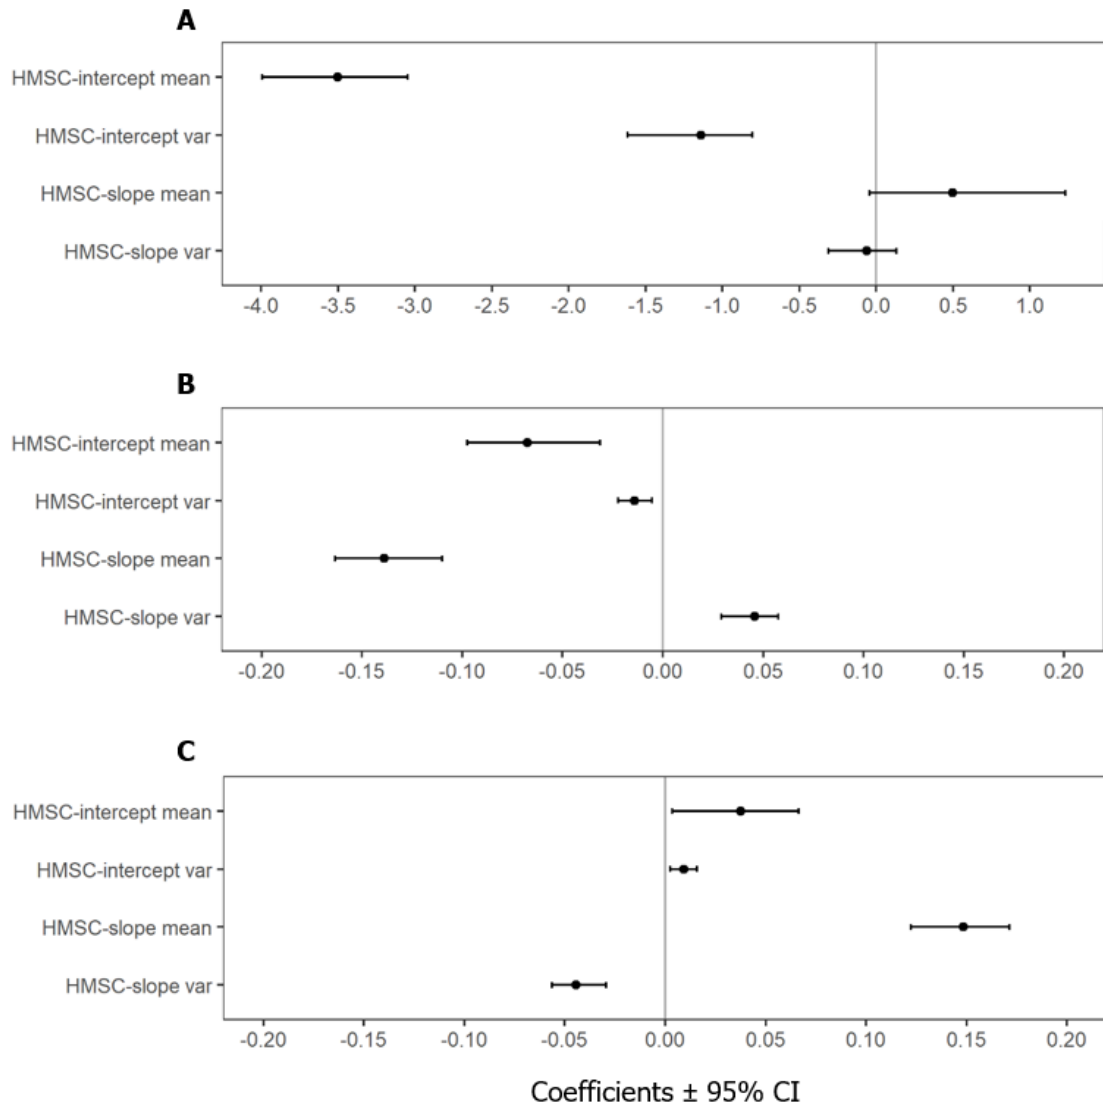 A
HMSC-intercept mean
HMSC-intercept var
HMSC-slope mean
HMSC-slope var
-4.0 -3.5 -3.0 -2.5 -2.0 -1.5 -1.0 -0.5 0.0 0.5 1.0
B
HMSC-intercept mean
HMSC-intercept var
HMSC-slope mean
HMSC-slope var
-0.20 -0.15 -0.10 -0.05 0.00 0.05 0.10 0.15 0.20
C
HMSC-intercept mean
HMSC-intercept var
HMSC-slope mean
HMSC-slope var
-0.20 -0.15 -0.10 -0.05 0.00 0.05 0.10 0.15 0.20
Coefficients ± 95% CI